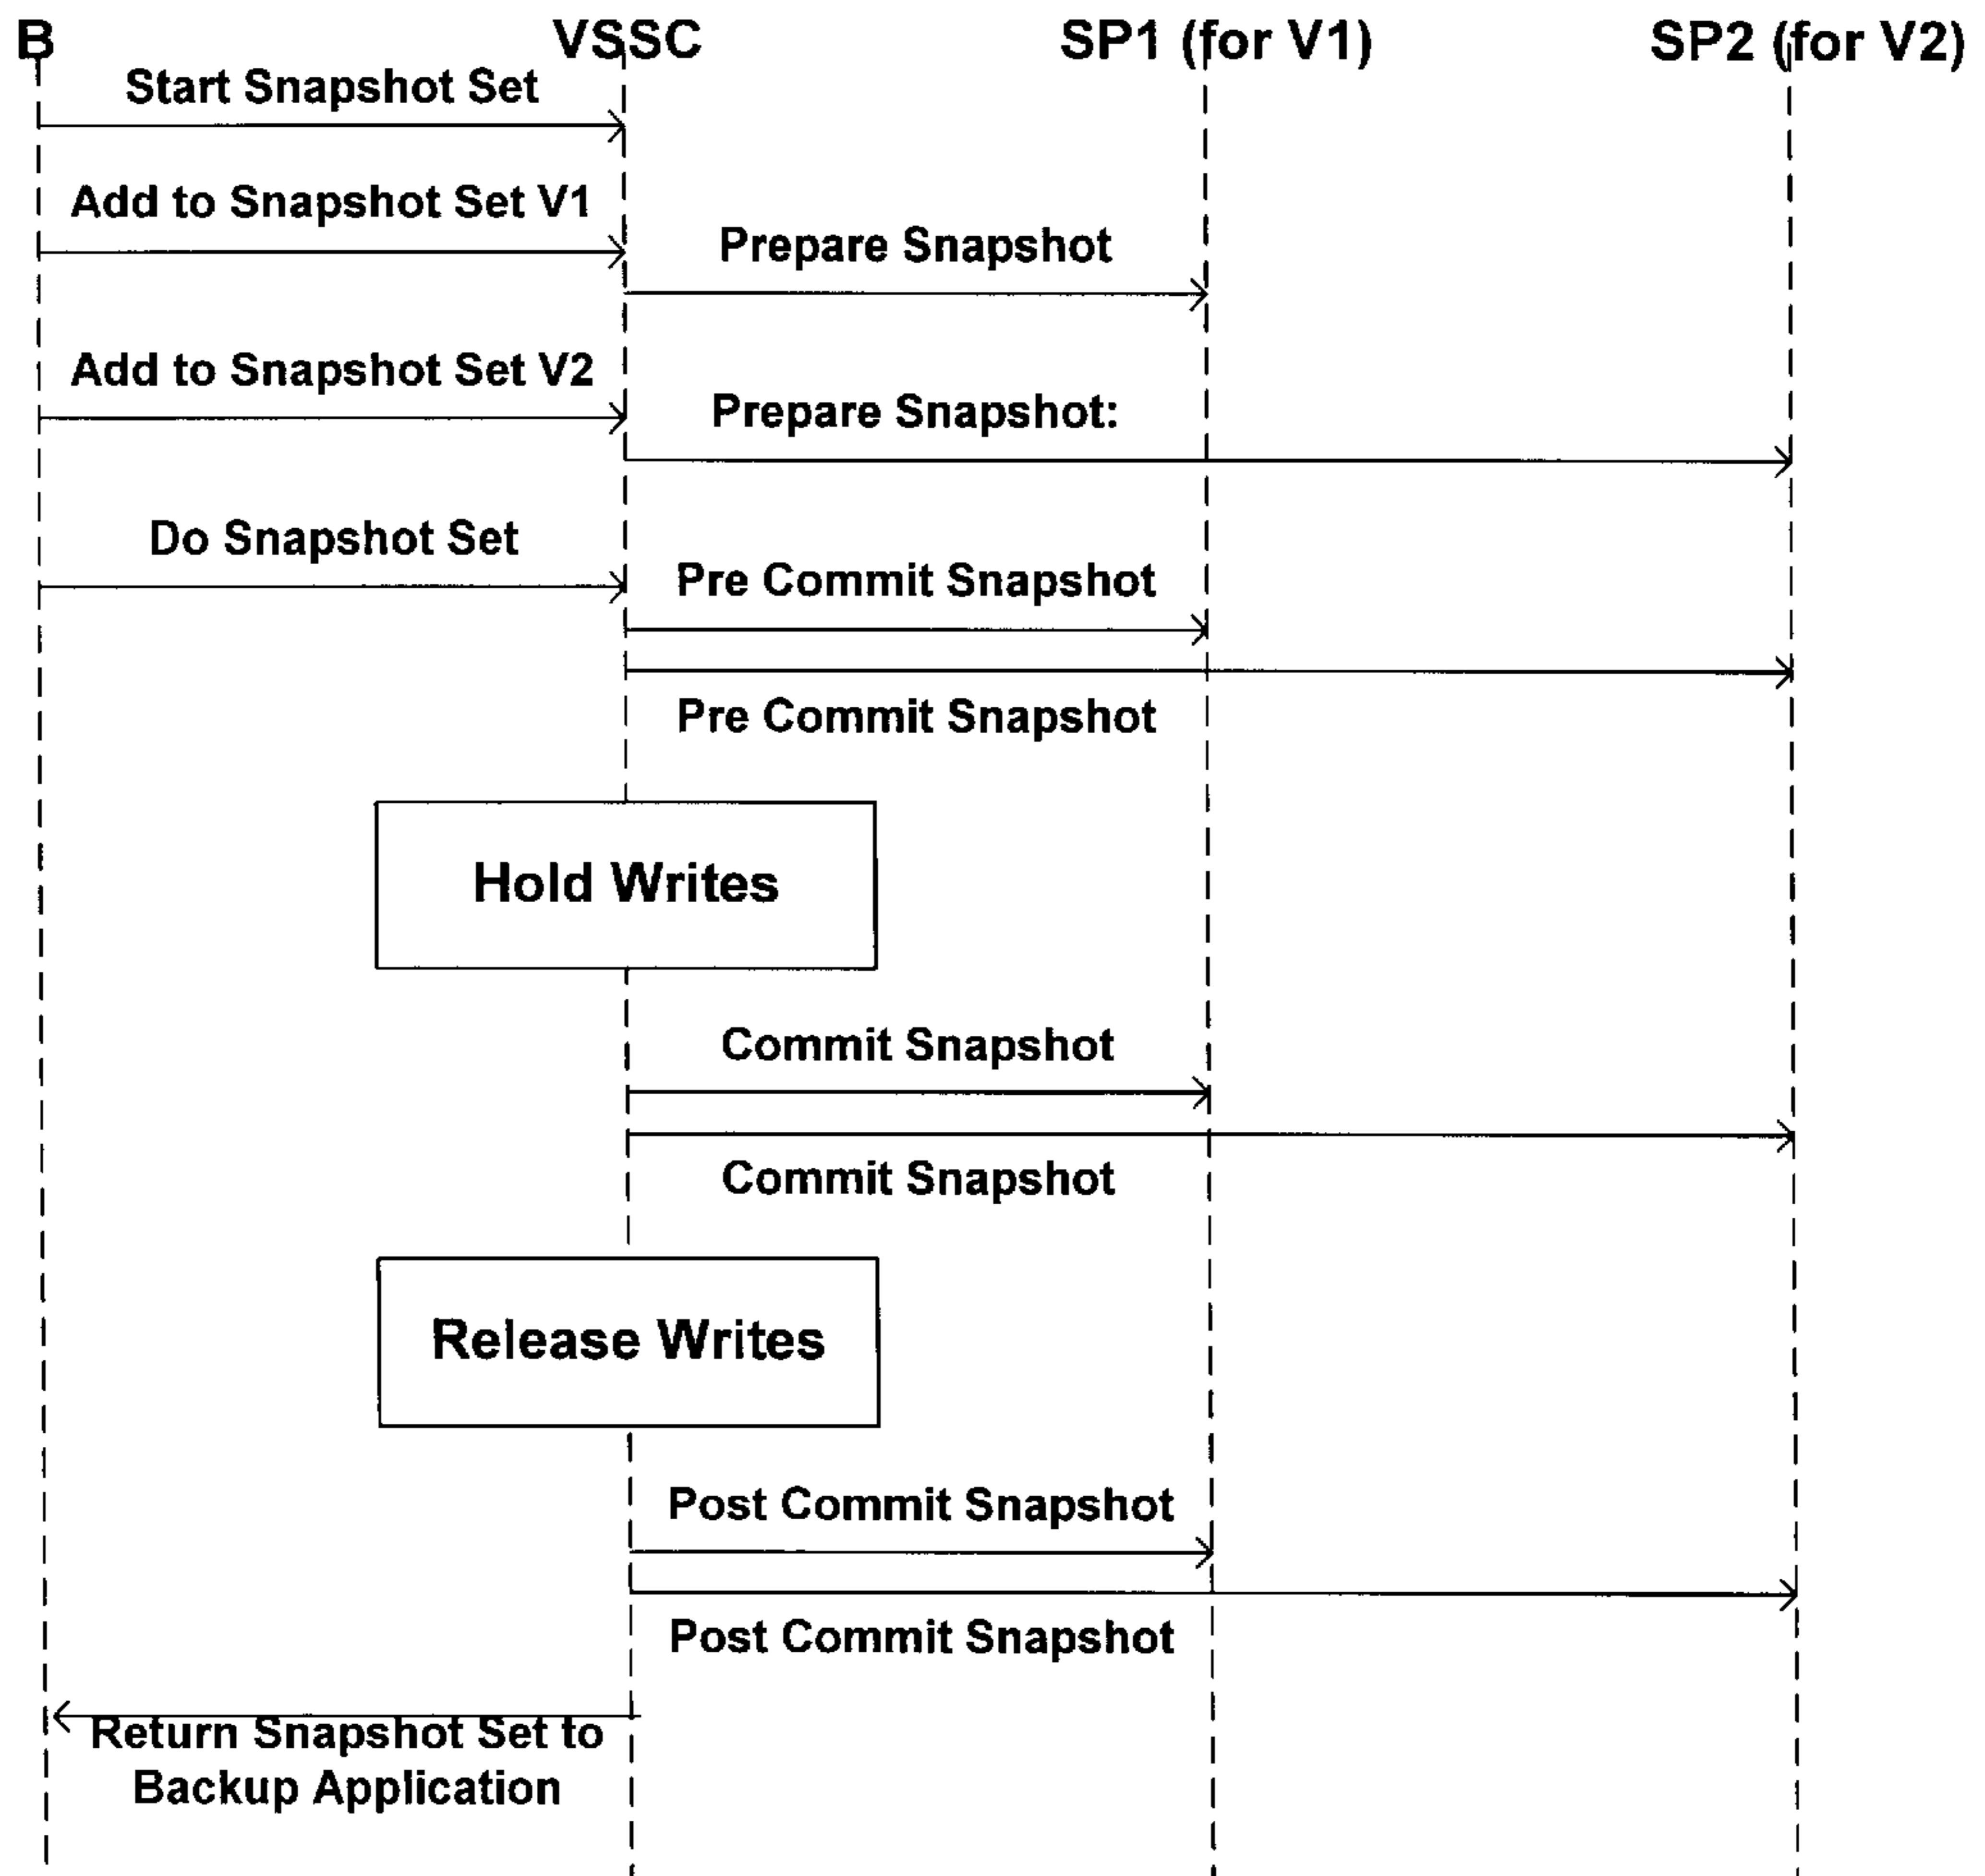 B
VSSC
SP1 (for V1)
SP2 (for V2)
Start Snapshot Set
Add to Snapshot Set V1
Prepare Snapshot
Add to Snapshot Set V2
Prepare Snapshot:
Do Snapshot Set
Pre Commit Snapshot
Pre Commit Snapshot
Hold Writes
Commit Snapshot
Commit Snapshot
Release Writes
Post Commit Snapshot
Post Commit Snapshot
Return Snapshot Set to
Backup Application